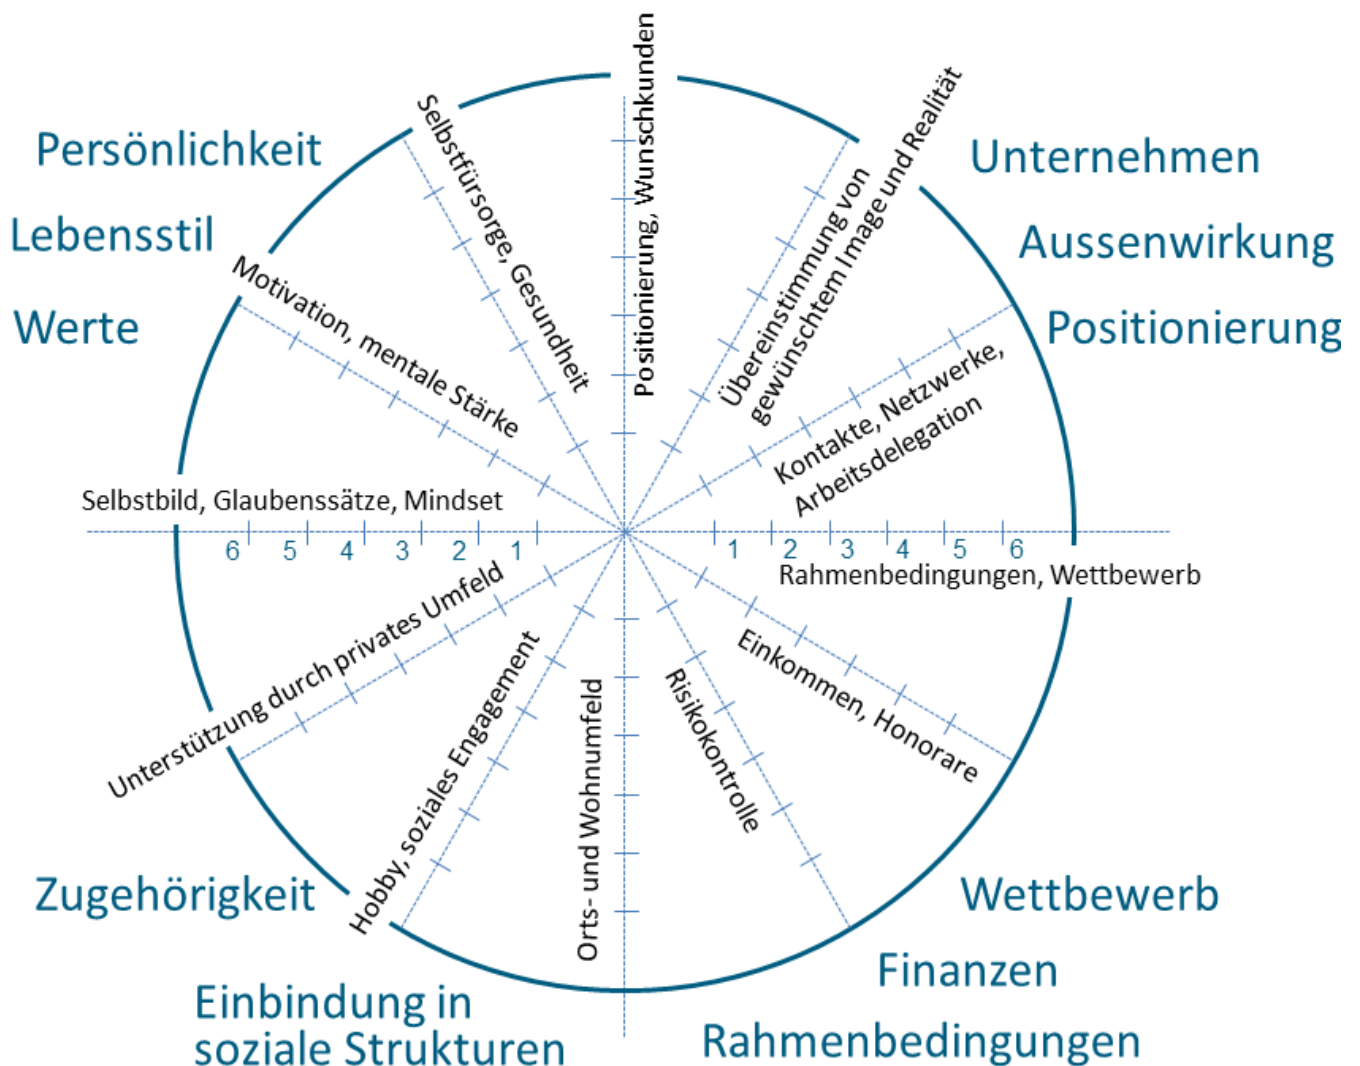 Persönlichkeit
Lebensstil
Werte
Unternehmen
Aussenwirkung
Positionierung
Selbstfürsorge, Gesundheit
Positionierung, Wunschkunden
Übereinstimmung von
gewünschtem Image und Realität
Motivation, mentale Stärke
Kontakte, Netzwerke,
Arbeitsdelegation
Selbstbild, Glaubenssätze, Mindset
6 5 4 3 2 1 1 2 3 4 5 6
Rahmenbedingungen, Wettbewerb
Unterstützung durch privates Umfeld
Hobby, soziales Engagement
Orts- und Wohnumfeld
Risikokontrolle
Einkommen, Honorare
Zugehörigkeit
Einbindung in
soziale Strukturen
Wettbewerb
Finanzen
Rahmenbedingungen